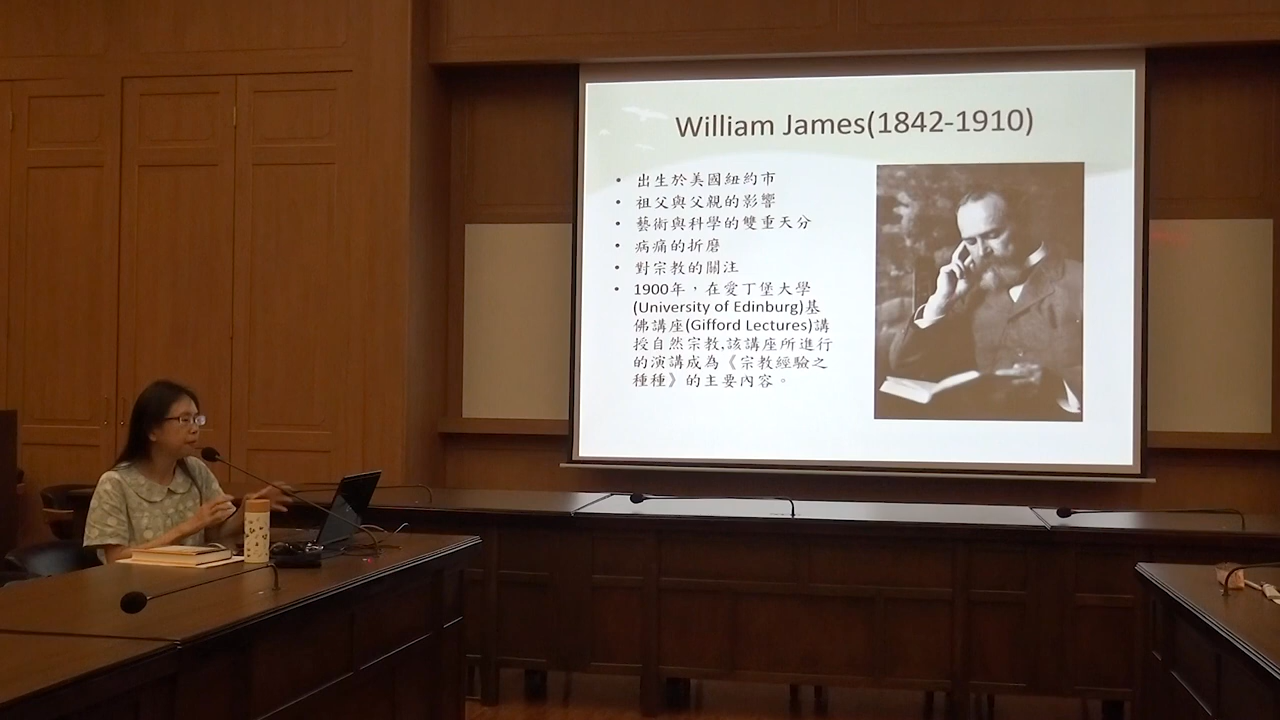 William James(1842-1910)
• 出生於美國紐約市
• 祖父與父親的影響
• 藝術與科學的雙重天分
• 病痛的折磨
• 對宗教的關注
• 1900年，在愛丁堡大學
(University of Edinburg)基
佛講座(Gifford Lectures)講
授自然宗教,該講座所進行
的演講成為《宗教經驗之
種種》的主要內容。